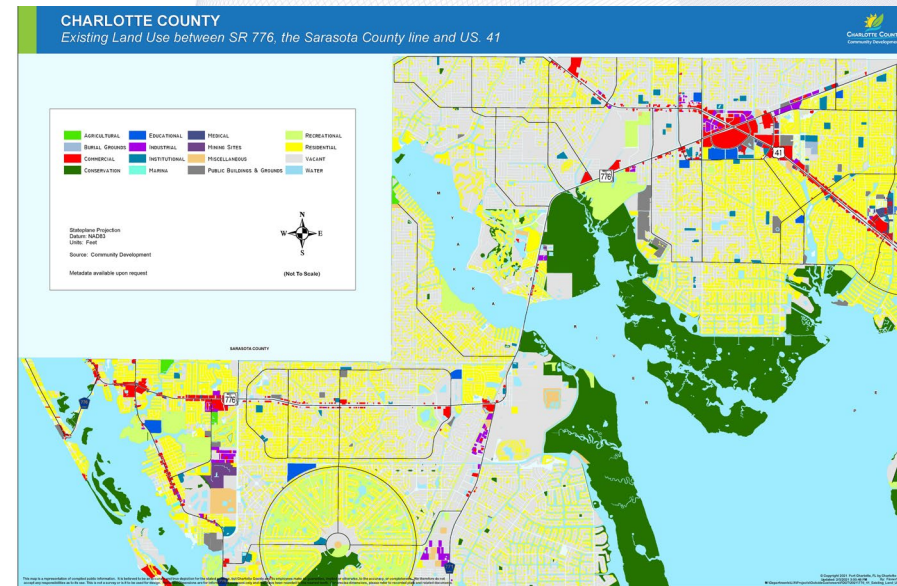 CHARLOTTE COUNTY
Existing Land Use between SR 776, the Sarasota County line and US. 41
CHARLOTTE COUNTY
Community Development
AGRICULTURAL
BURIAL GROUNDS
COMMERCIAL
CONSERVATION
EDUCATIONAL
INDUSTRIAL
INSTITUTIONAL
MARINA
MEDICAL
MINING SITES
MISCELLANEOUS
PUBLIC BUILDINGS & GROUNDS
RECREATIONAL
RESIDENTIAL
VACANT
WATER
Stateplane Projection
Datum: NAD83
Units: Feet
Source: Community Development
Metadata available upon request
N
W E
S
(Not To Scale)
41
776
SARASOTA COUNTY
776